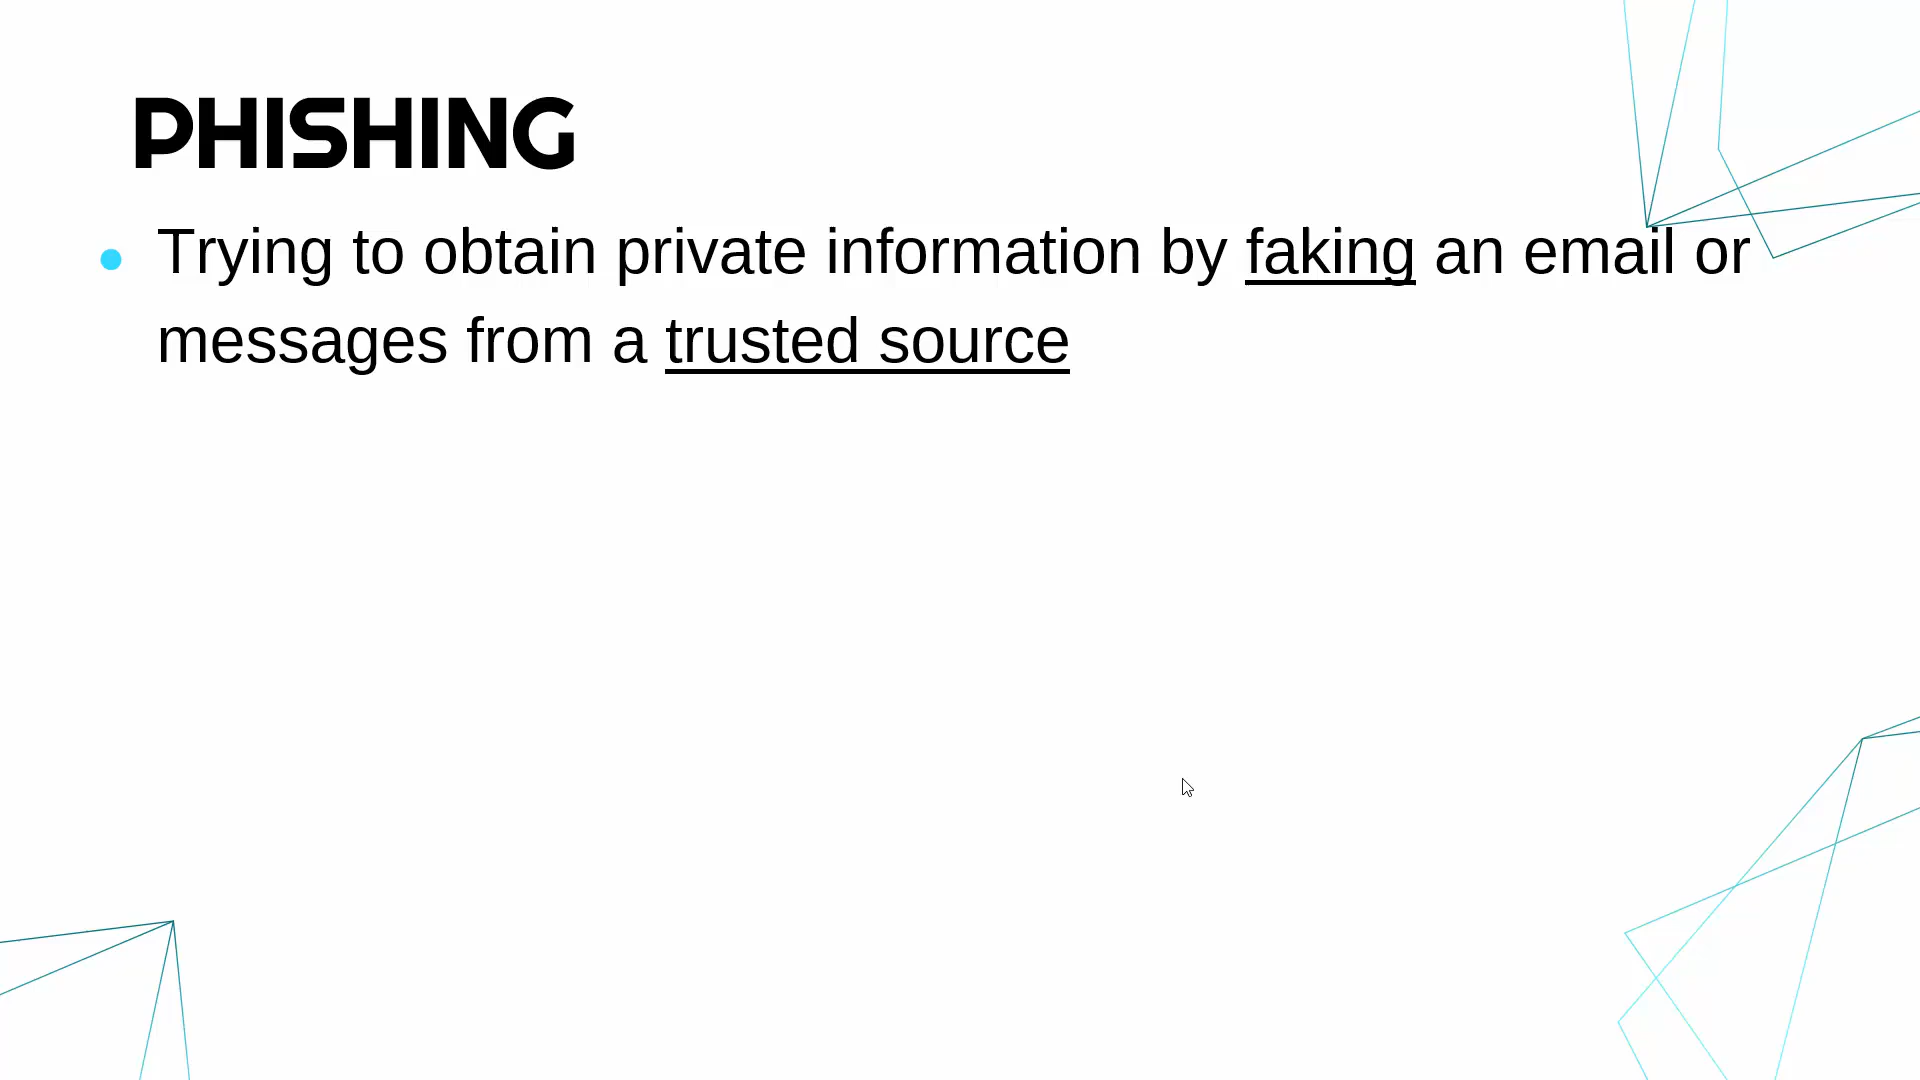 PHISHING
Trying to obtain private information by faking an email or
messages from a trusted source